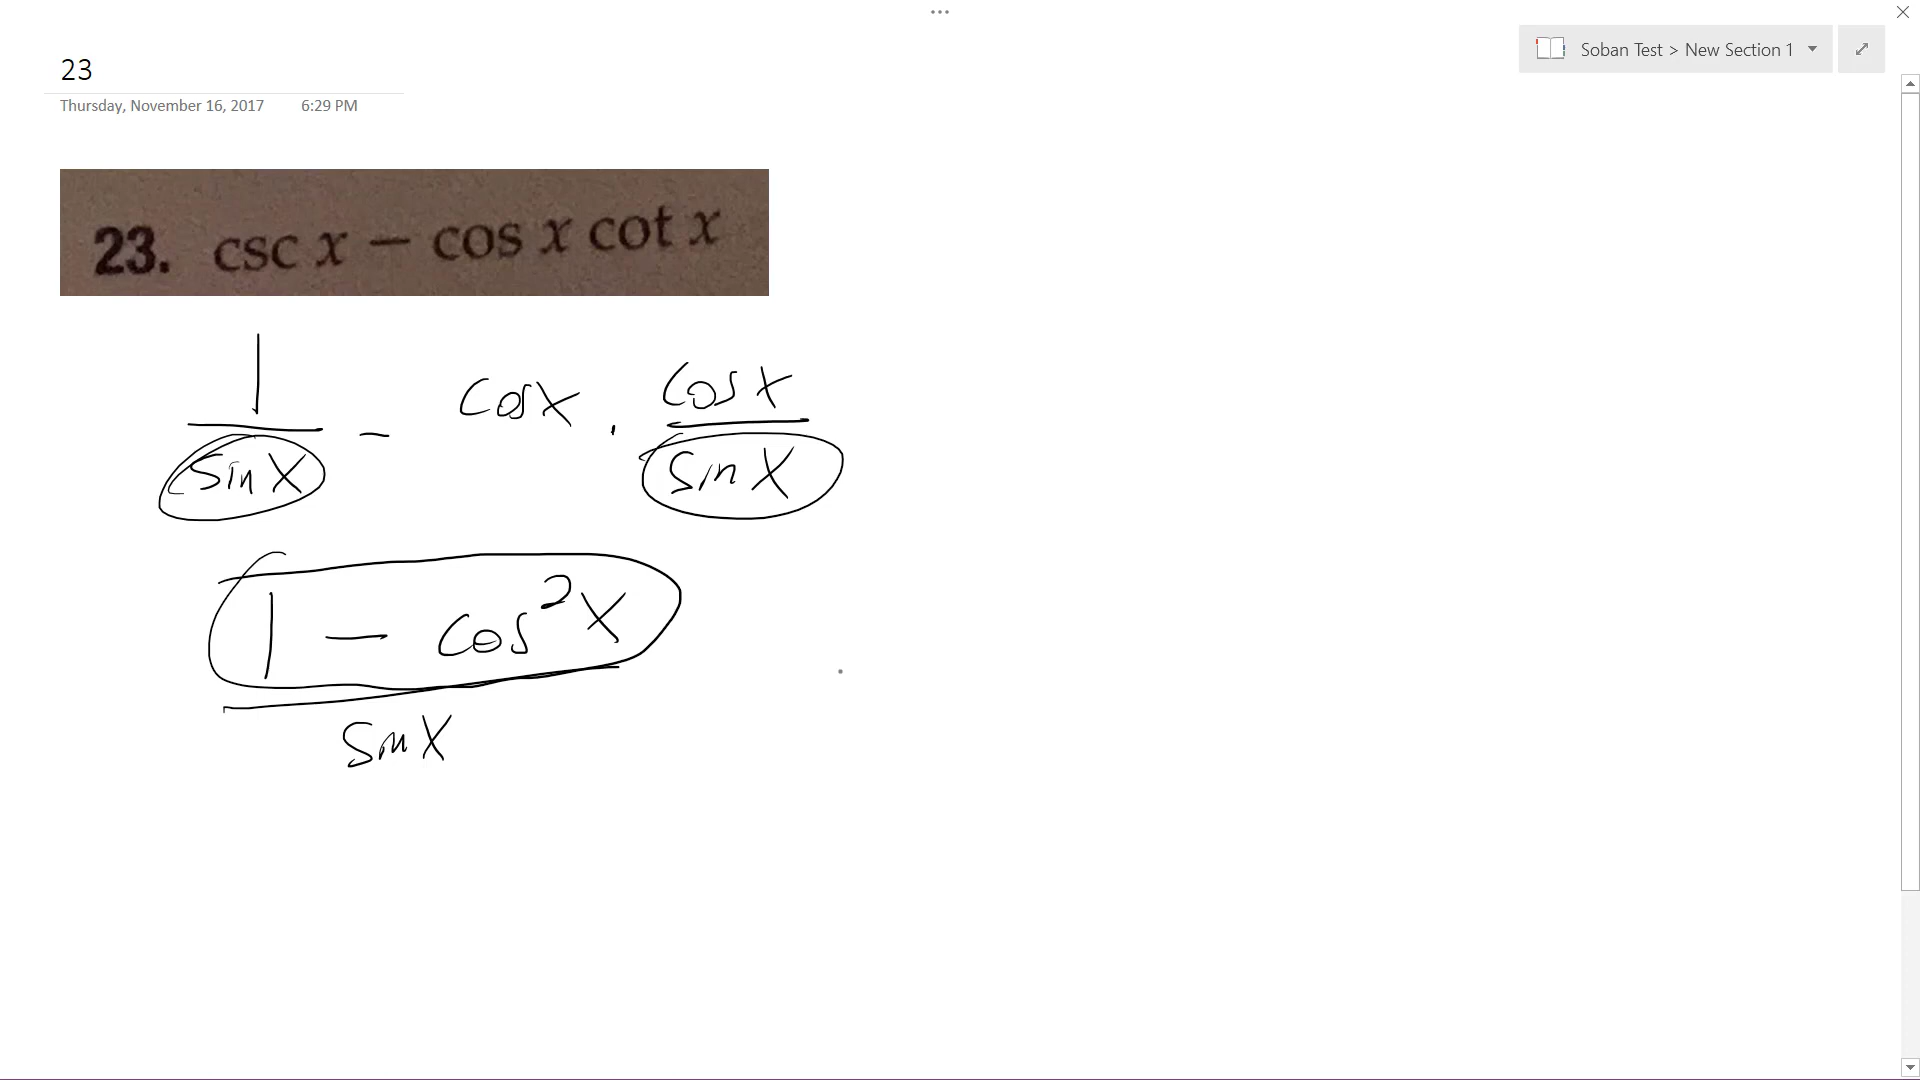 Soban Test > New Section 1
23
Thursday, November 16, 2017 6:29 PM
23. csc x − cos x cot x
1/sin x − cos x · cos x/sin x
1 − cos²x
sin x